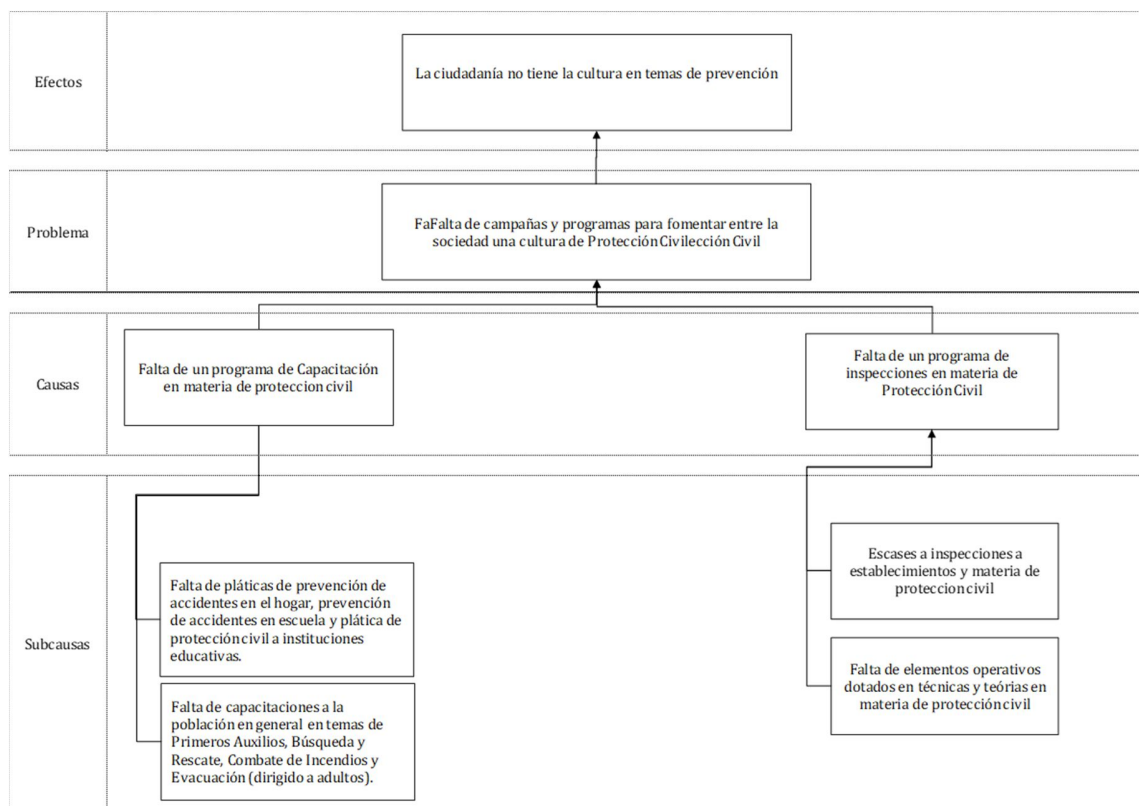 Efectos
La ciudadanía no tiene la cultura en temas de prevención
Problema
FaFalta de campañas y programas para fomentar entre la
sociedad una cultura de Protección Civilección Civil
Causas
Falta de un programa de Capacitación
en materia de proteccion civil
Falta de un programa de
inspecciones en materia de
Protección Civil
Subcausas
Falta de pláticas de prevención de
accidentes en el hogar, prevención
de accidentes en escuela y plática de
protección civil a instituciones
educativas.
Falta de capacitaciones a la
población en general en temas de
Primeros Auxilios, Búsqueda y
Rescate, Combate de Incendios y
Evacuación (dirigido a adultos).
Escases a inspecciones a
establecimientos y materia de
proteccion civil
Falta de elementos operativos
dotados en técnicas y teórias en
materia de protección civil